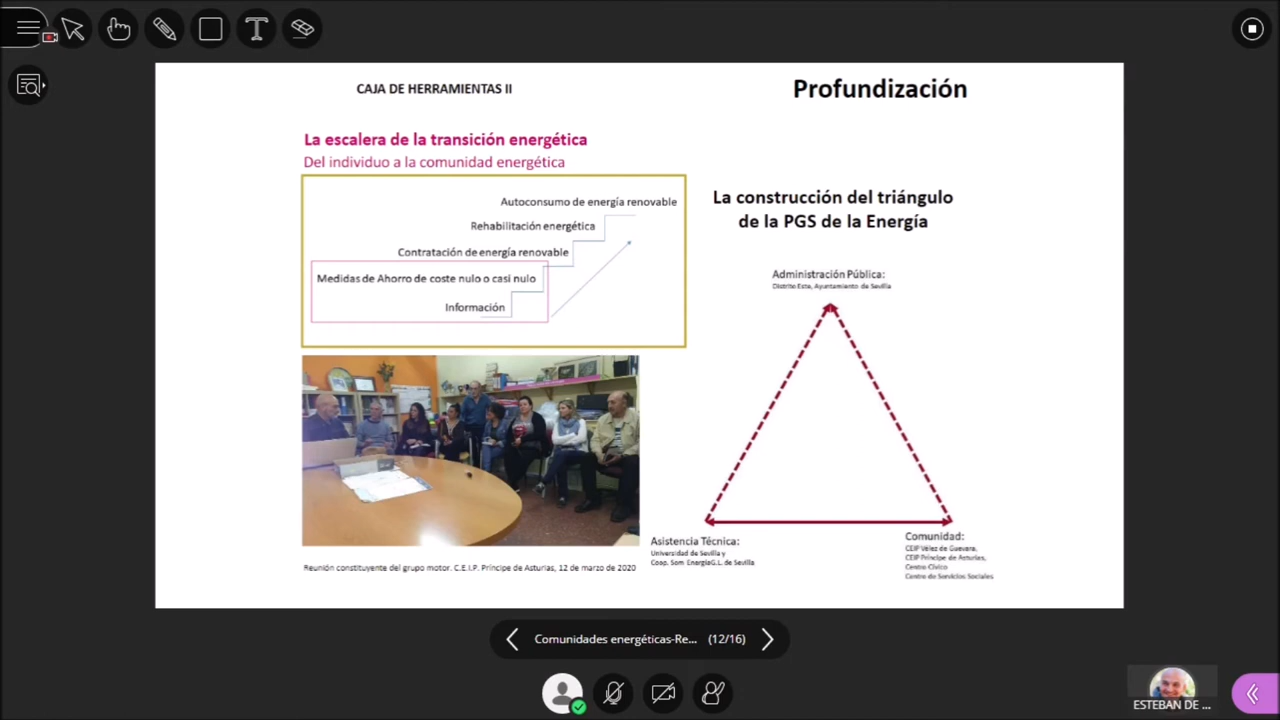 CAJA DE HERRAMIENTAS II
Profundización
La escalera de la transición energética
Del individuo a la comunidad energética
Autoconsumo de energía renovable
Rehabilitación energética
Contratación de energía renovable
Medidas de Ahorro de coste nulo o casi nulo
Información
Reunión constituyente del grupo motor. C.E.I.P. Príncipe de Asturias, 12 de marzo de 2020
La construcción del triángulo
de la PGS de la Energía
Administración Pública:
Distrito Este, Ayuntamiento de Sevilla
Asistencia Técnica:
Universidad de Sevilla y
Coop. Som EnergiaG.L. de Sevilla
Comunidad:
CEIP Vélez de Guevara,
CEIP Príncipe de Asturias,
Centro Cívico
Centro de Servicios Sociales
Comunidades energéticas-Re... (12/16)
ESTEBAN DE ...